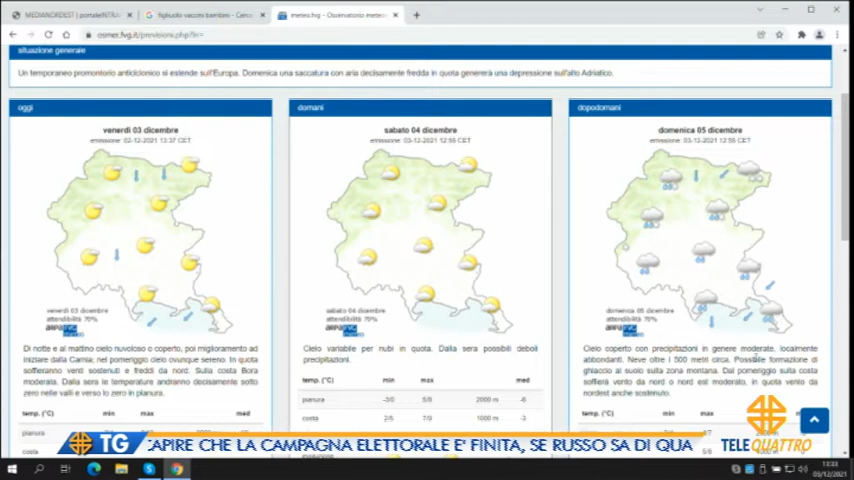 MEDIANORDEST | portaleINTRA
figliuolo vaccini bambini - Cerca
meteo.fvg - Osservatorio meteo
osmer.fvg.it/previsioni.php?ln=
situazione generale
Un temporaneo promontorio anticiclonico si estende sull'Europa. Domenica una saccatura con aria decisamente fredda in quota genererà una depressione sull'alto Adriatico.
oggi
venerdì 03 dicembre
emissione: 02-12-2021 13:37 CET
venerdì 03 dicembre
attendibilità 70%
Di notte e al mattino cielo nuvoloso o coperto, poi miglioramento ad
iniziare dalla Carnia; nel pomeriggio cielo ovunque sereno. In quota
soffieranno venti sostenuti e freddi da nord. Sulla costa Bora
moderata. Dalla sera le temperature andranno decisamente sotto
zero nelle valli e verso lo zero in pianura.
temp. (°C) min max med
pianura
domani
sabato 04 dicembre
emissione: 03-12-2021 12:55 CET
sabato 04 dicembre
attendibilità 70%
Cielo variabile per nubi in quota. Dalla sera possibili deboli
precipitazioni.
temp. (°C) min max med
pianura -3/0 5/8 2000 m -6
costa 2/5 7/9 1000 m -3
dopodomani
domenica 05 dicembre
emissione: 03-12-2021 12:55 CET
domenica 05 dicembre
attendibilità 70%
Cielo coperto con precipitazioni in genere moderate, localmente
abbondanti. Neve oltre i 500 metri circa. Possibile formazione di
ghiaccio al suolo sulla zona montana. Dal pomeriggio sulla costa
soffierà vento da nord o nord est moderato, in quota vento da
nordest anche sostenuto.
temp. (°C) min
pianura
costa
TG CAPIRE CHE LA CAMPAGNA ELETTORALE E' FINITA, SE RUSSO SA DI QUA
TELEQUATTRO
13:33
03/12/2021